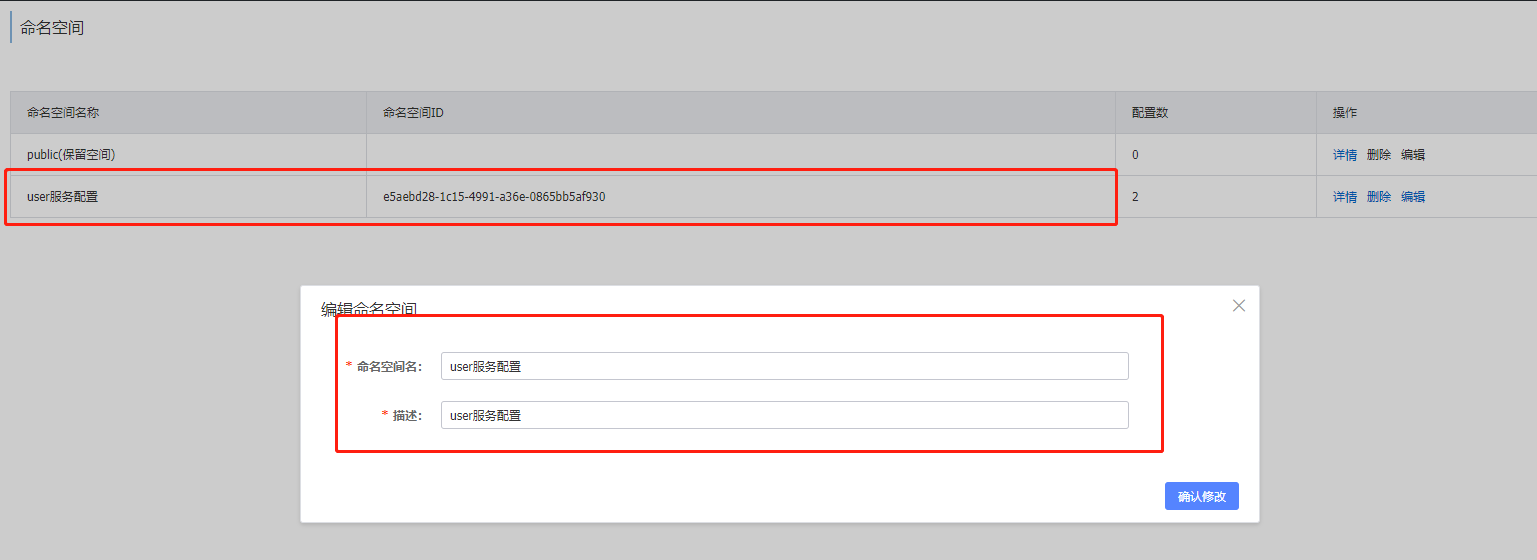 命名空间
命名空间名称 命名空间ID 配置数 操作
public(保留空间) 0 详情 删除 编辑
user服务配置 e5aebd28-1c15-4991-a36e-0865bb5af930 2 详情 删除 编辑
编辑命名空间
* 命名空间名: user服务配置
* 描述: user服务配置
确认修改